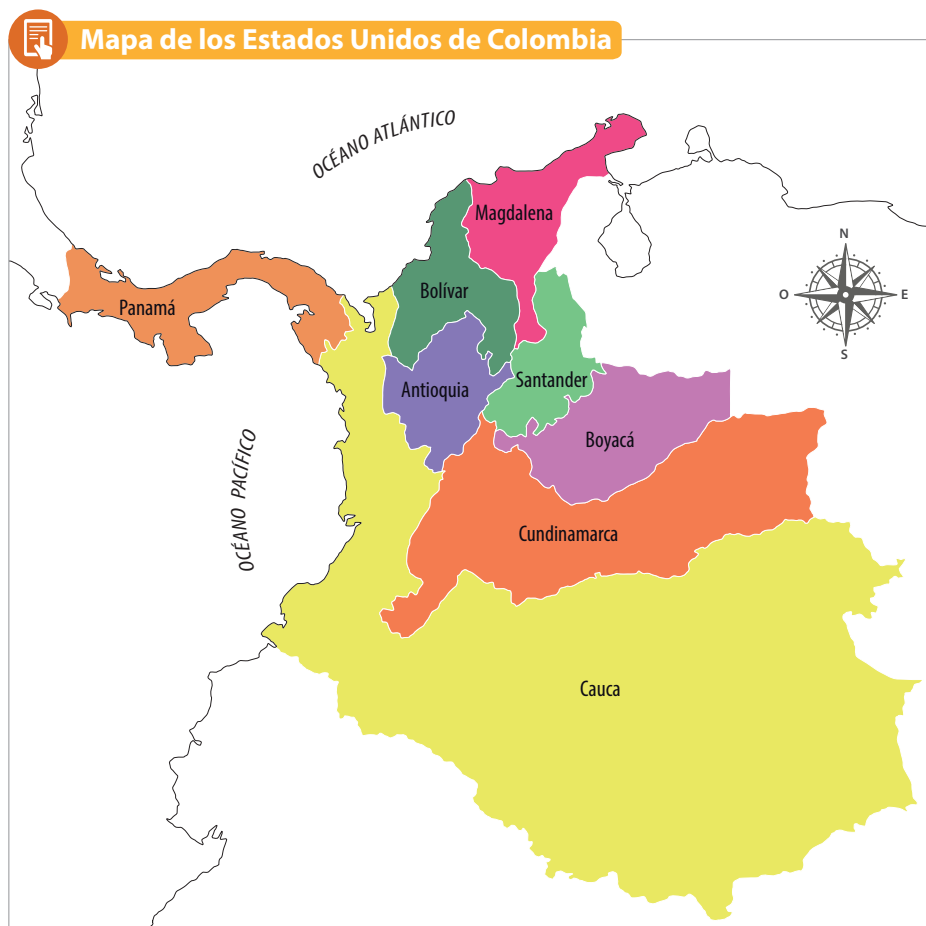 Mapa de los Estados Unidos de Colombia
OCÉANO ATLÁNTICO
Magdalena
N
Bolívar
O
E
Panamá
S
Santander
Antioquia
Boyacá
OCÉANO PACÍFICO
Cundinamarca
Cauca